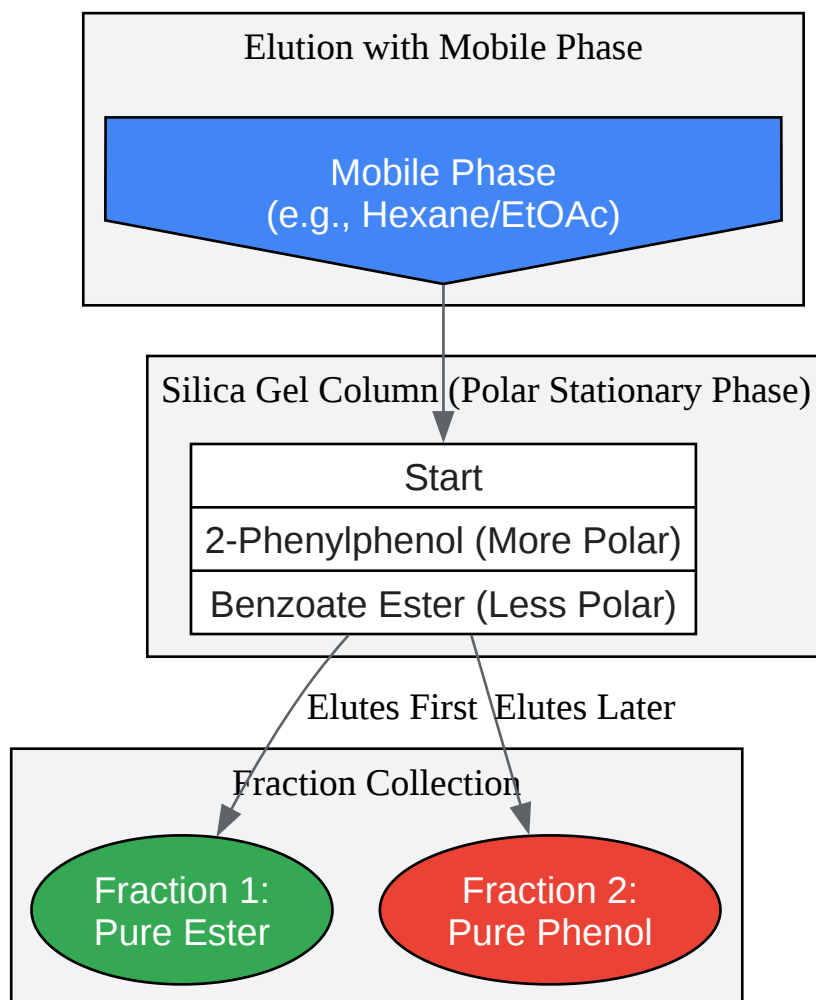 Elution with Mobile Phase
Mobile Phase
(e.g., Hexane/EtOAc)
Silica Gel Column (Polar Stationary Phase)
Start
2-Phenylphenol (More Polar)
Benzoate Ester (Less Polar)
Elutes First
Elutes Later
Fraction Collection
Fraction 1:
Pure Ester
Fraction 2:
Pure Phenol